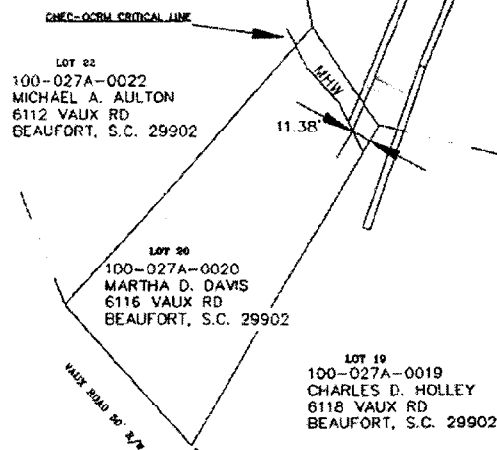 DHEC-OCRM CRITICAL LINE
LOT 22
100-027A-0022
MICHAEL A. AULTON
6112 VAUX RD
BEAUFORT, S.C. 29902
MHW
11.38'
LOT 20
100-027A-0020
MARTHA D. DAVIS
6116 VAUX RD
BEAUFORT, S.C. 29902
VAUX ROAD 50' R/W
LOT 19
100-027A-0019
CHARLES D. HOLLEY
6118 VAUX RD
BEAUFORT, S.C. 29902